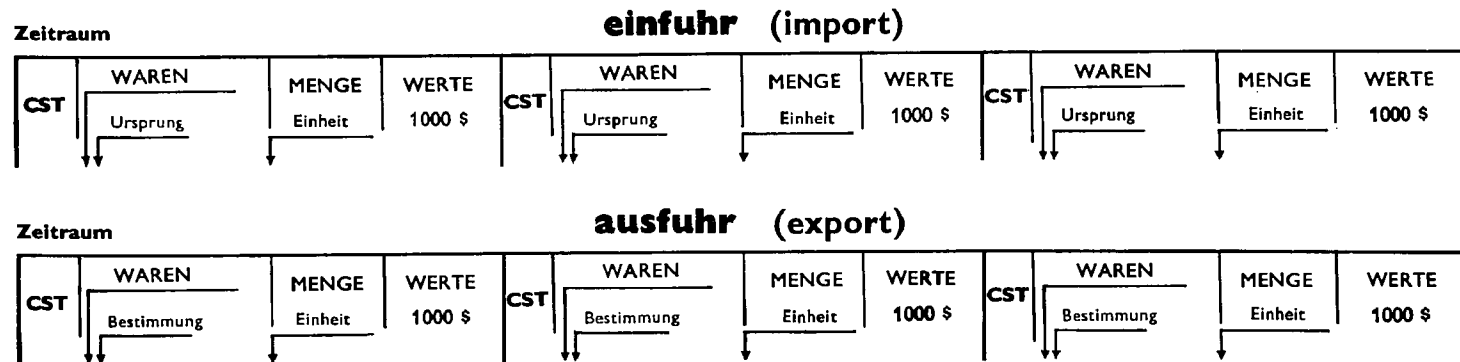 einfuhr (import)
Zeitraum
CST WAREN MENGE WERTE CST WAREN MENGE WERTE CST WAREN MENGE WERTE
Ursprung Einheit 1000 $ Ursprung Einheit 1000 $ Ursprung Einheit 1000 $
ausfuhr (export)
Zeitraum
CST WAREN MENGE WERTE CST WAREN MENGE WERTE CST WAREN MENGE WERTE
Bestimmung Einheit 1000 $ Bestimmung Einheit 1000 $ Bestimmung Einheit 1000 $